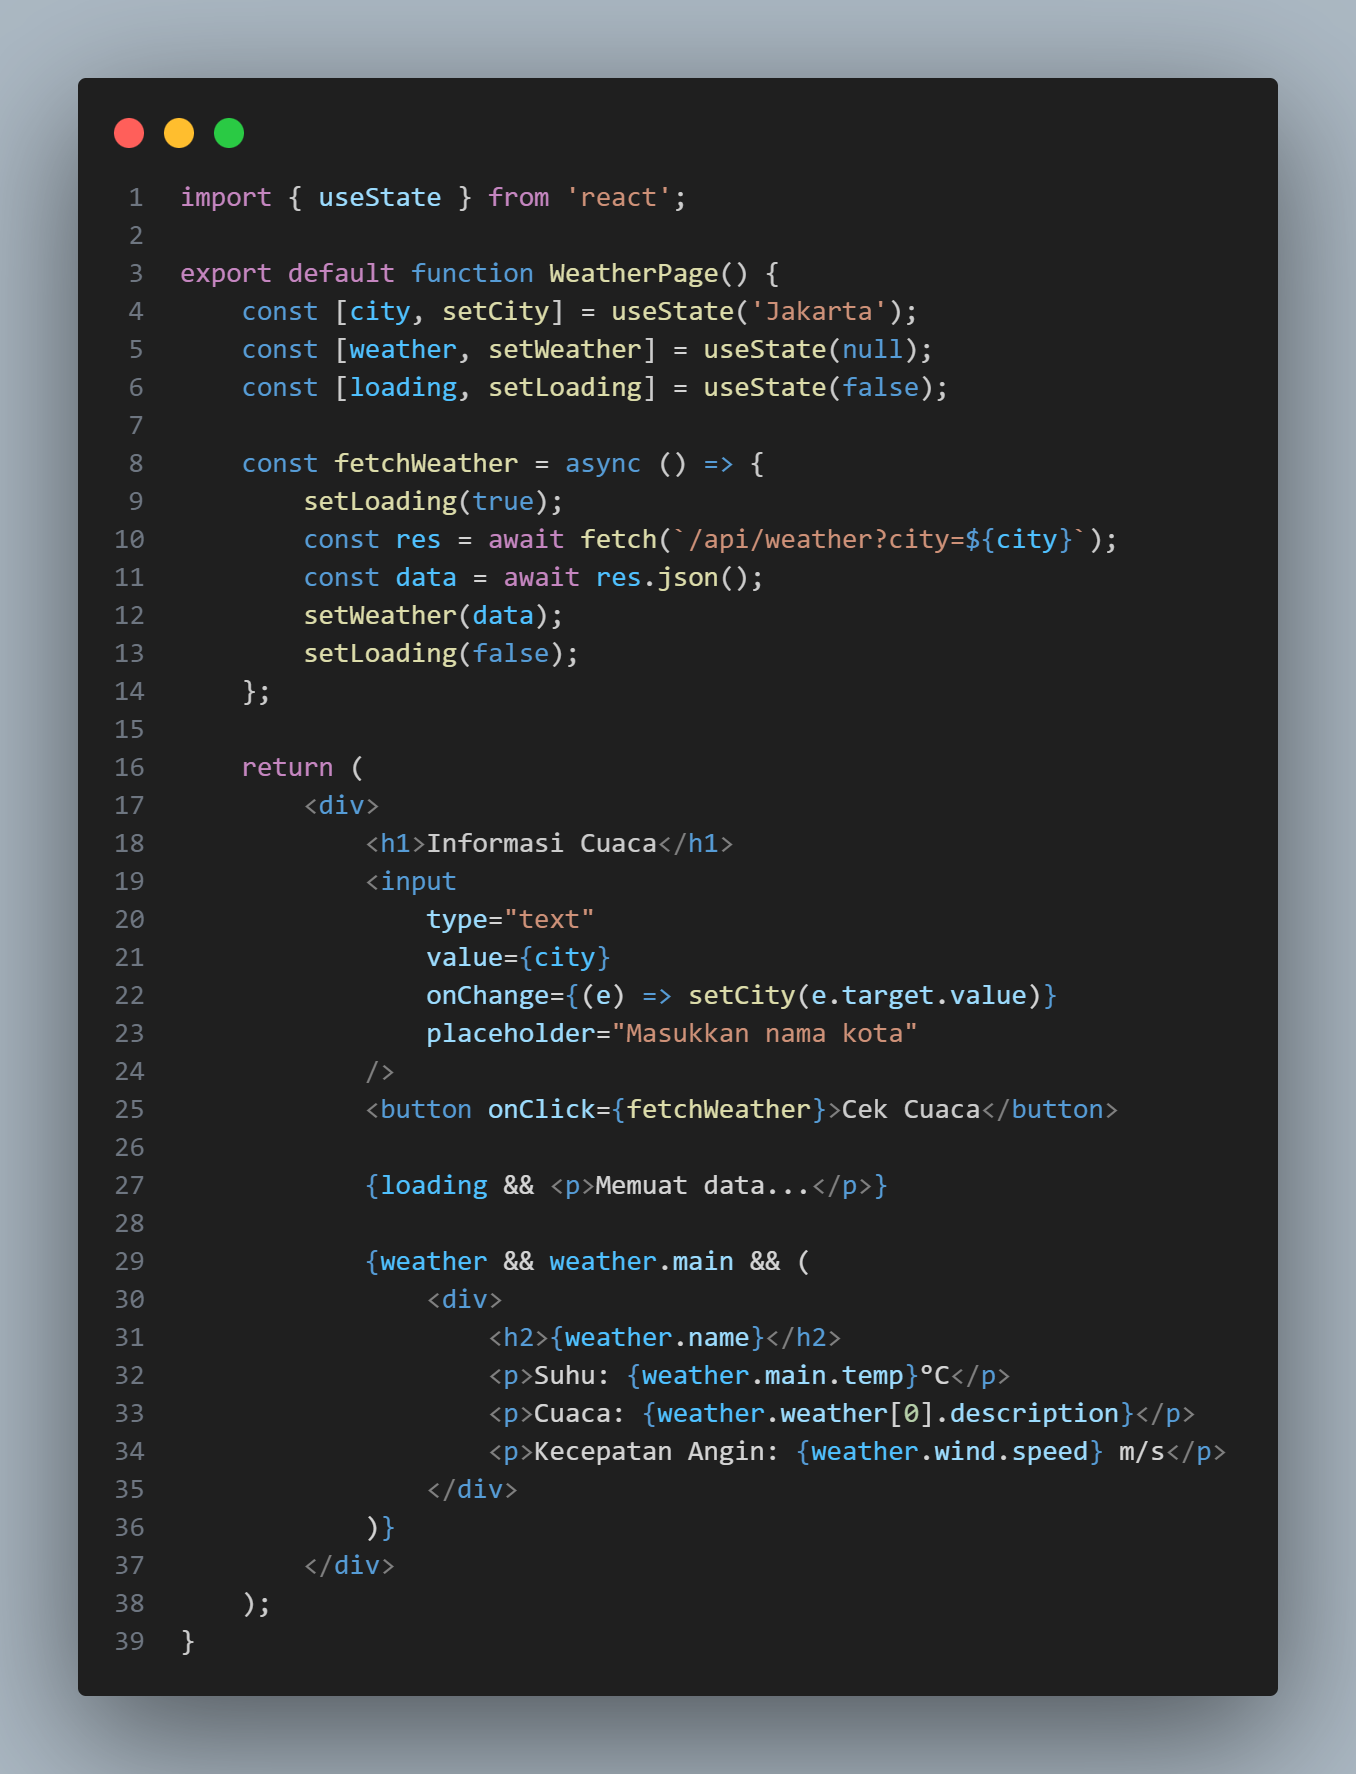 1 import { useState } from 'react';
2
3 export default function WeatherPage() {
4     const [city, setCity] = useState('Jakarta');
5     const [weather, setWeather] = useState(null);
6     const [loading, setLoading] = useState(false);
7
8     const fetchWeather = async () => {
9         setLoading(true);
10         const res = await fetch(`/api/weather?city=${city}`);
11         const data = await res.json();
12         setWeather(data);
13         setLoading(false);
14     };
15
16     return (
17         <div>
18             <h1>Informasi Cuaca</h1>
19             <input
20                 type="text"
21                 value={city}
22                 onChange={(e) => setCity(e.target.value)}
23                 placeholder="Masukkan nama kota"
24             />
25             <button onClick={fetchWeather}>Cek Cuaca</button>
26
27             {loading && <p>Memuat data...</p>}
28
29             {weather && weather.main && (
30                 <div>
31                     <h2>{weather.name}</h2>
32                     <p>Suhu: {weather.main.temp}°C</p>
33                     <p>Cuaca: {weather.weather[0].description}</p>
34                     <p>Kecepatan Angin: {weather.wind.speed} m/s</p>
35                 </div>
36             )}
37         </div>
38     );
39 }